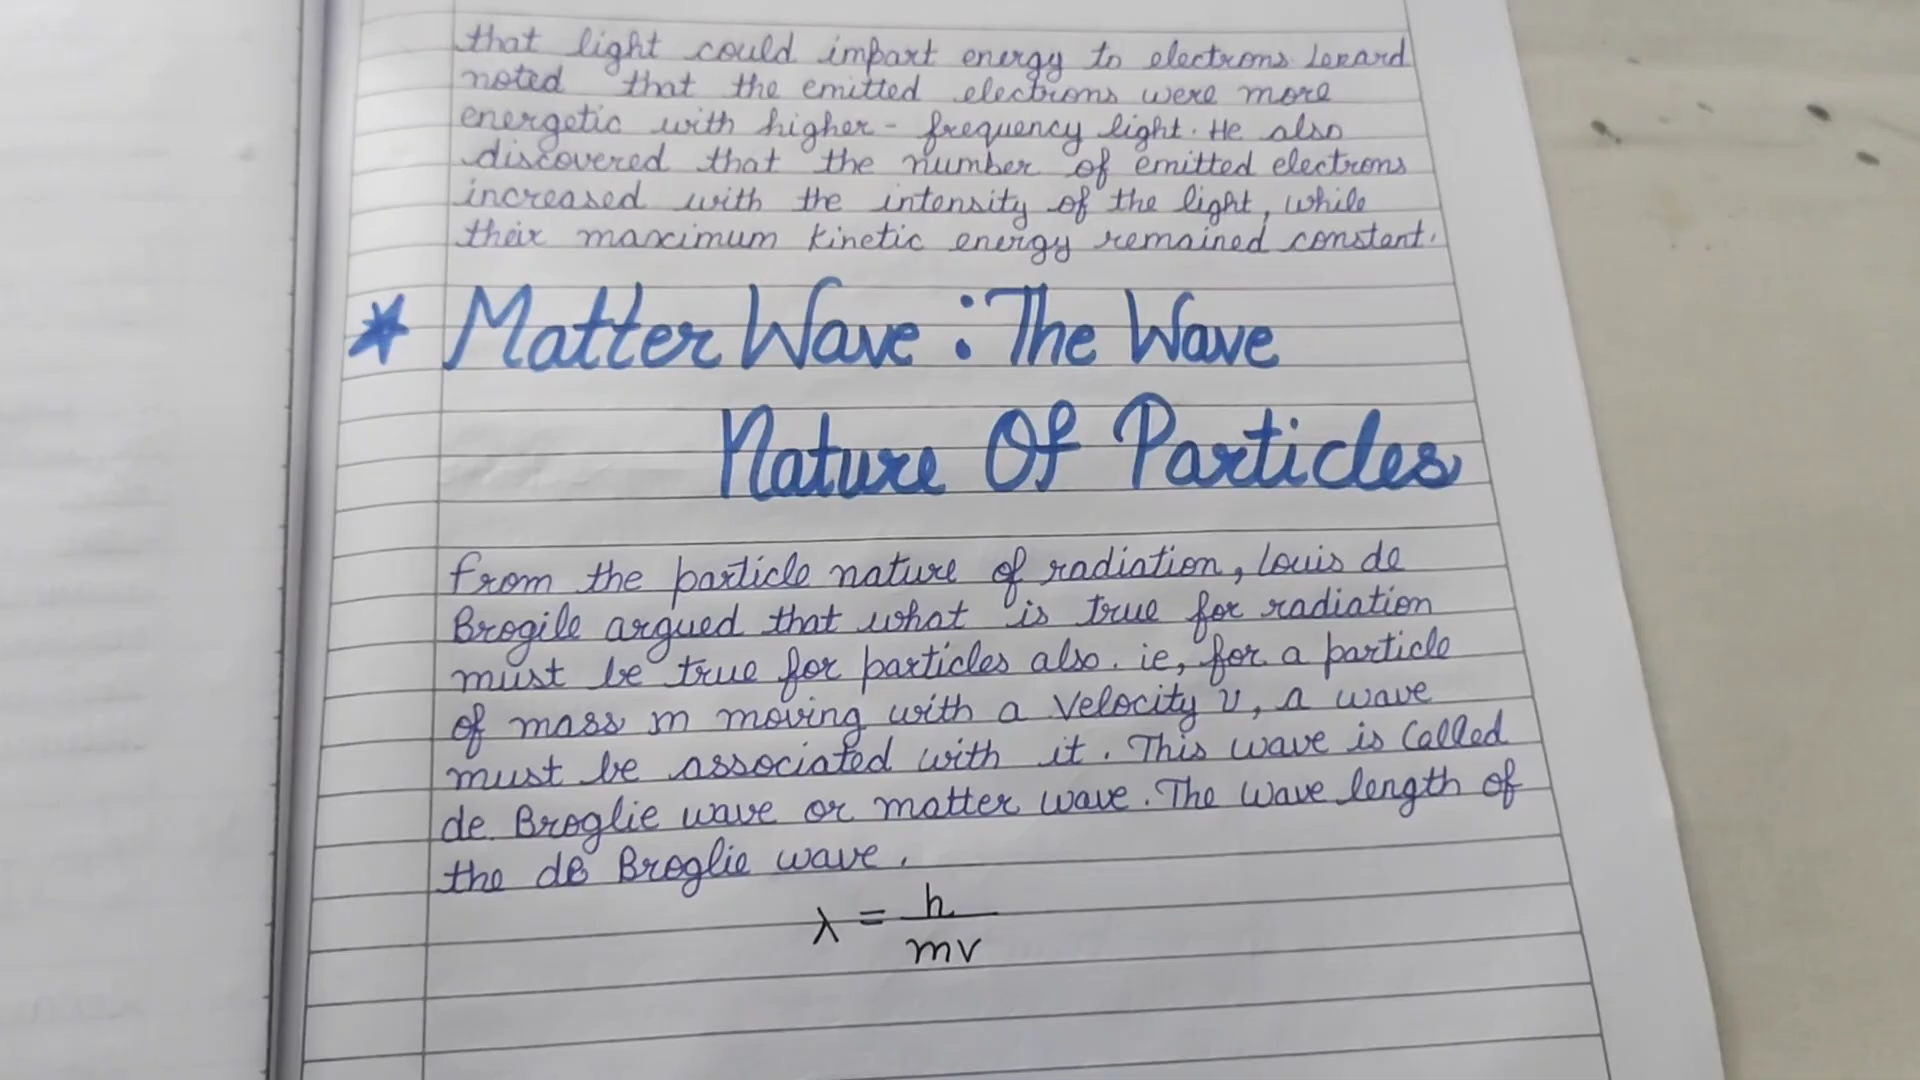 that light could impart energy to electrons. Lenard
noted that the emitted electrons were more
energetic with higher - frequency light. He also
discovered that the number of emitted electrons
increased with the intensity of the light, while
their maximum kinetic energy remained constant.
* Matter Wave : The Wave
Nature Of Particles
From the particle nature of radiation, Louis de
Brogile argued that what is true for radiation
must be true for particles also. ie, for a particle
of mass m moving with a velocity v, a wave
must be associated with it. This wave is Called
de Broglie wave or matter wave. The wave length of
the de Broglie wave.
λ = h
mv